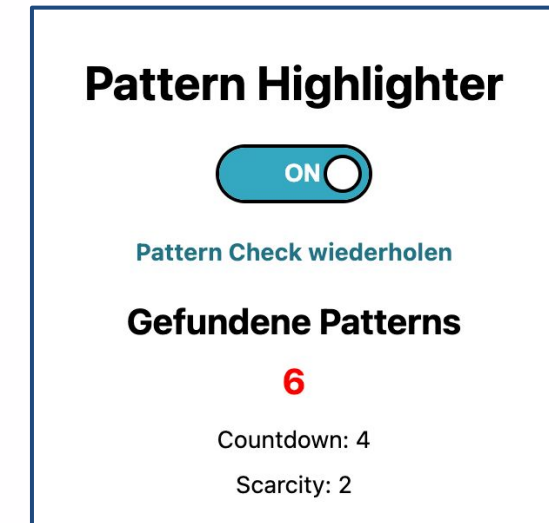 Pattern Highlighter
ON
Pattern Check wiederholen
Gefundene Patterns
6
Countdown: 4
Scarcity: 2